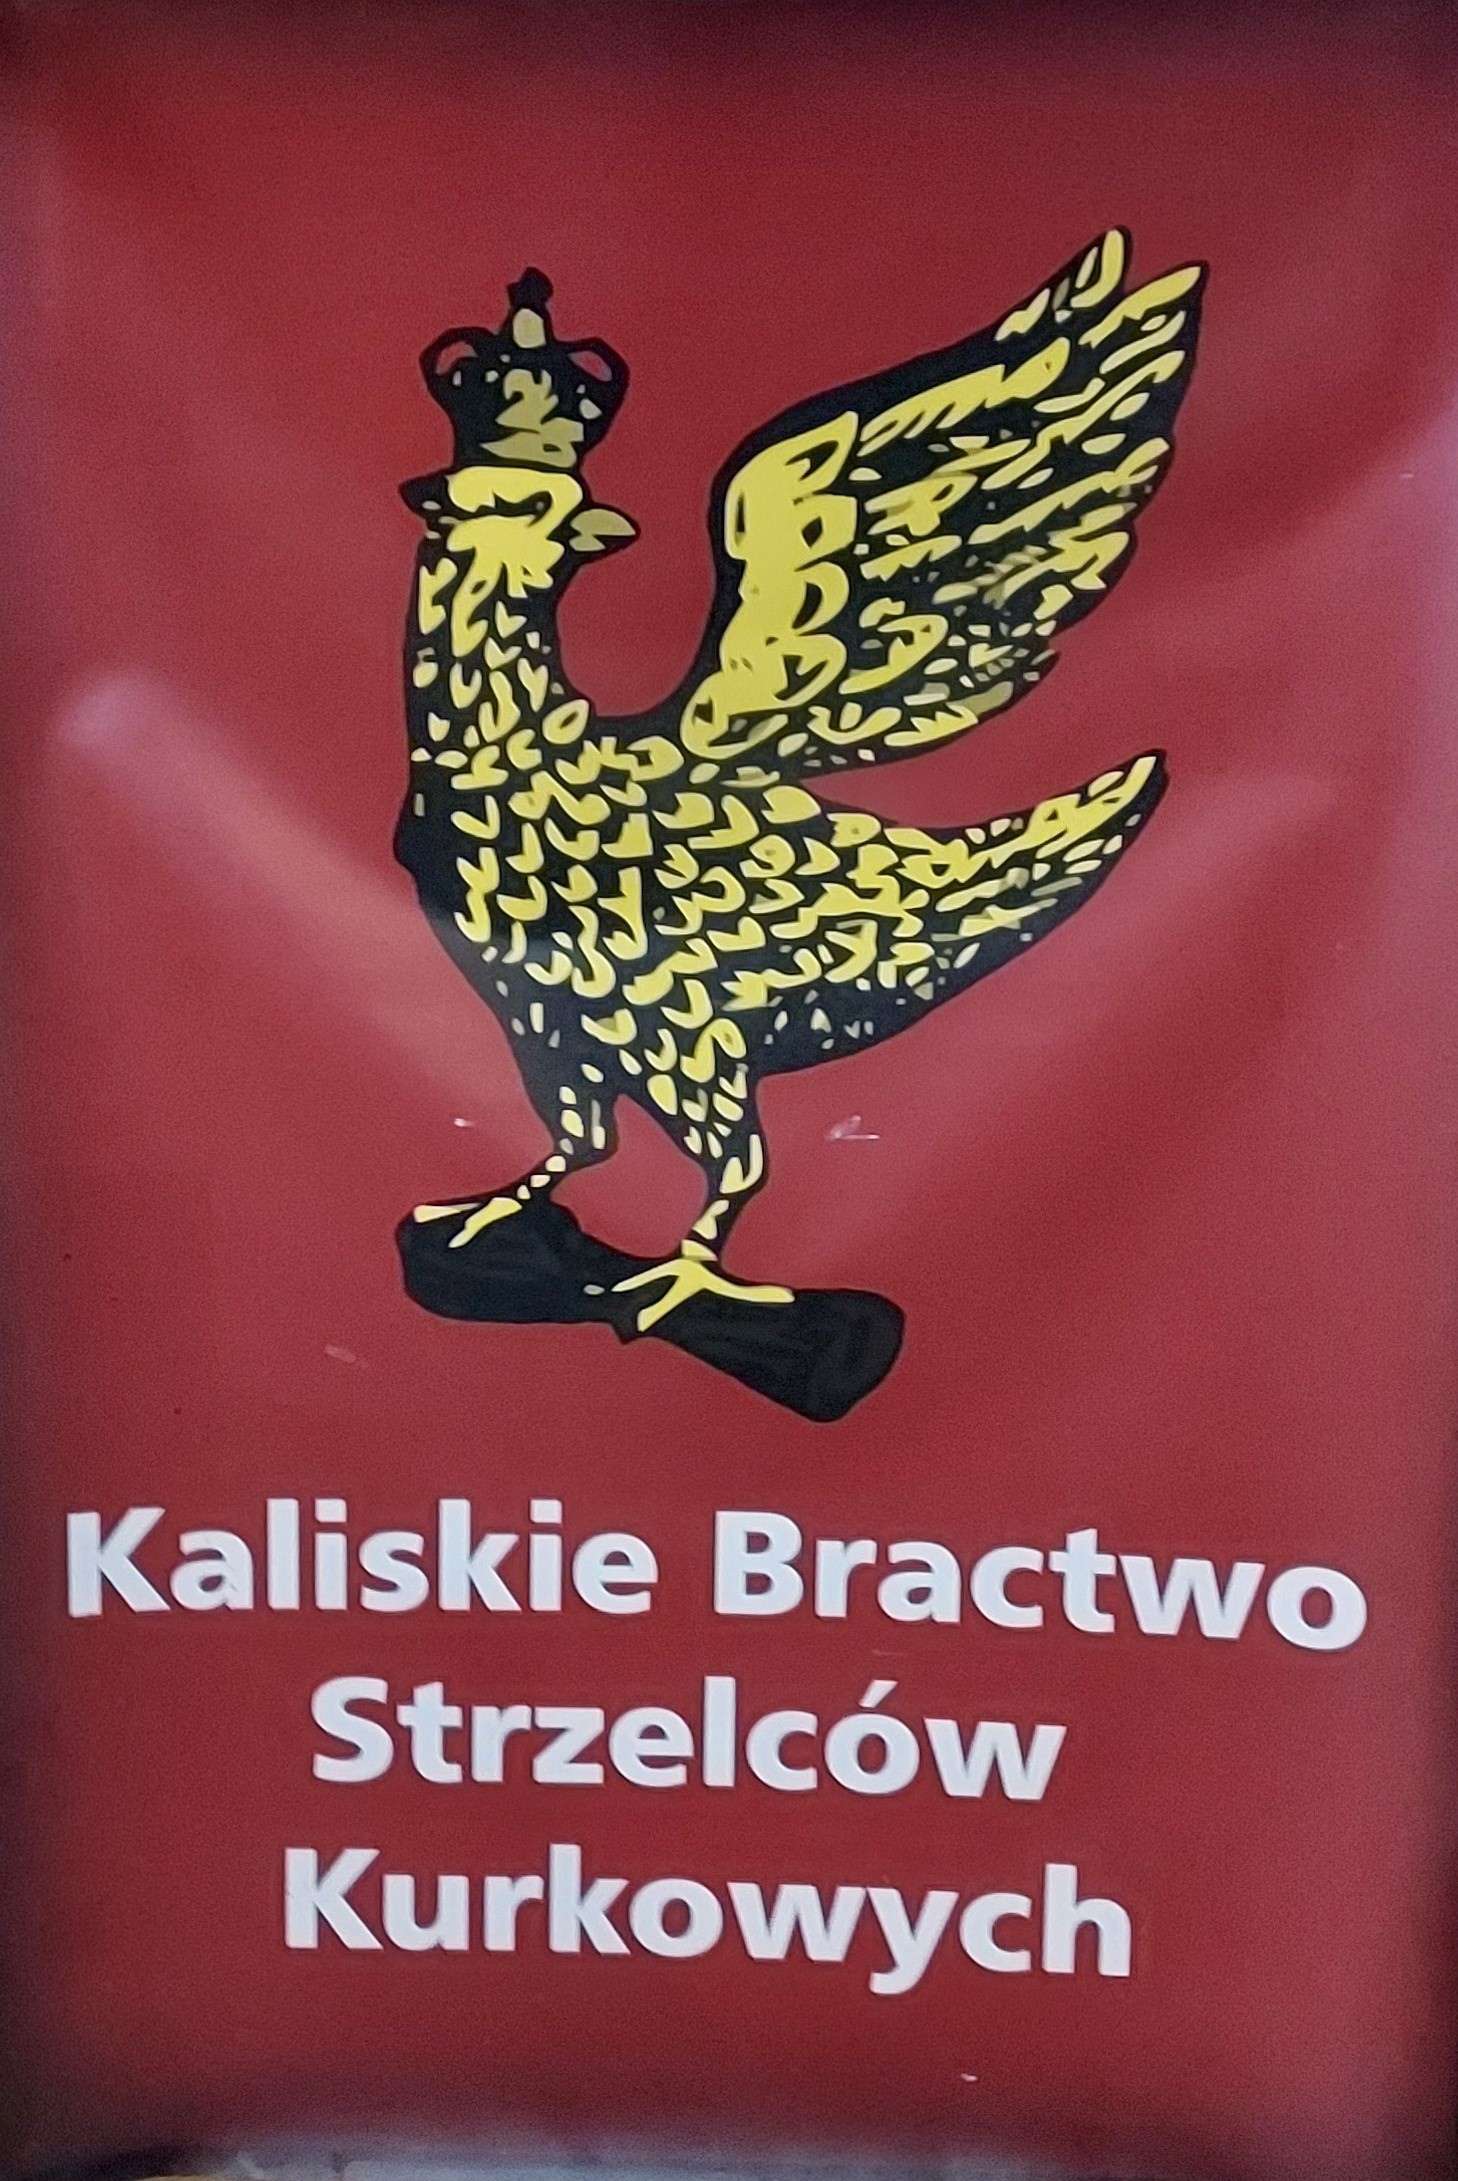 Kaliskie Bractwo
Strzelców
Kurkowych